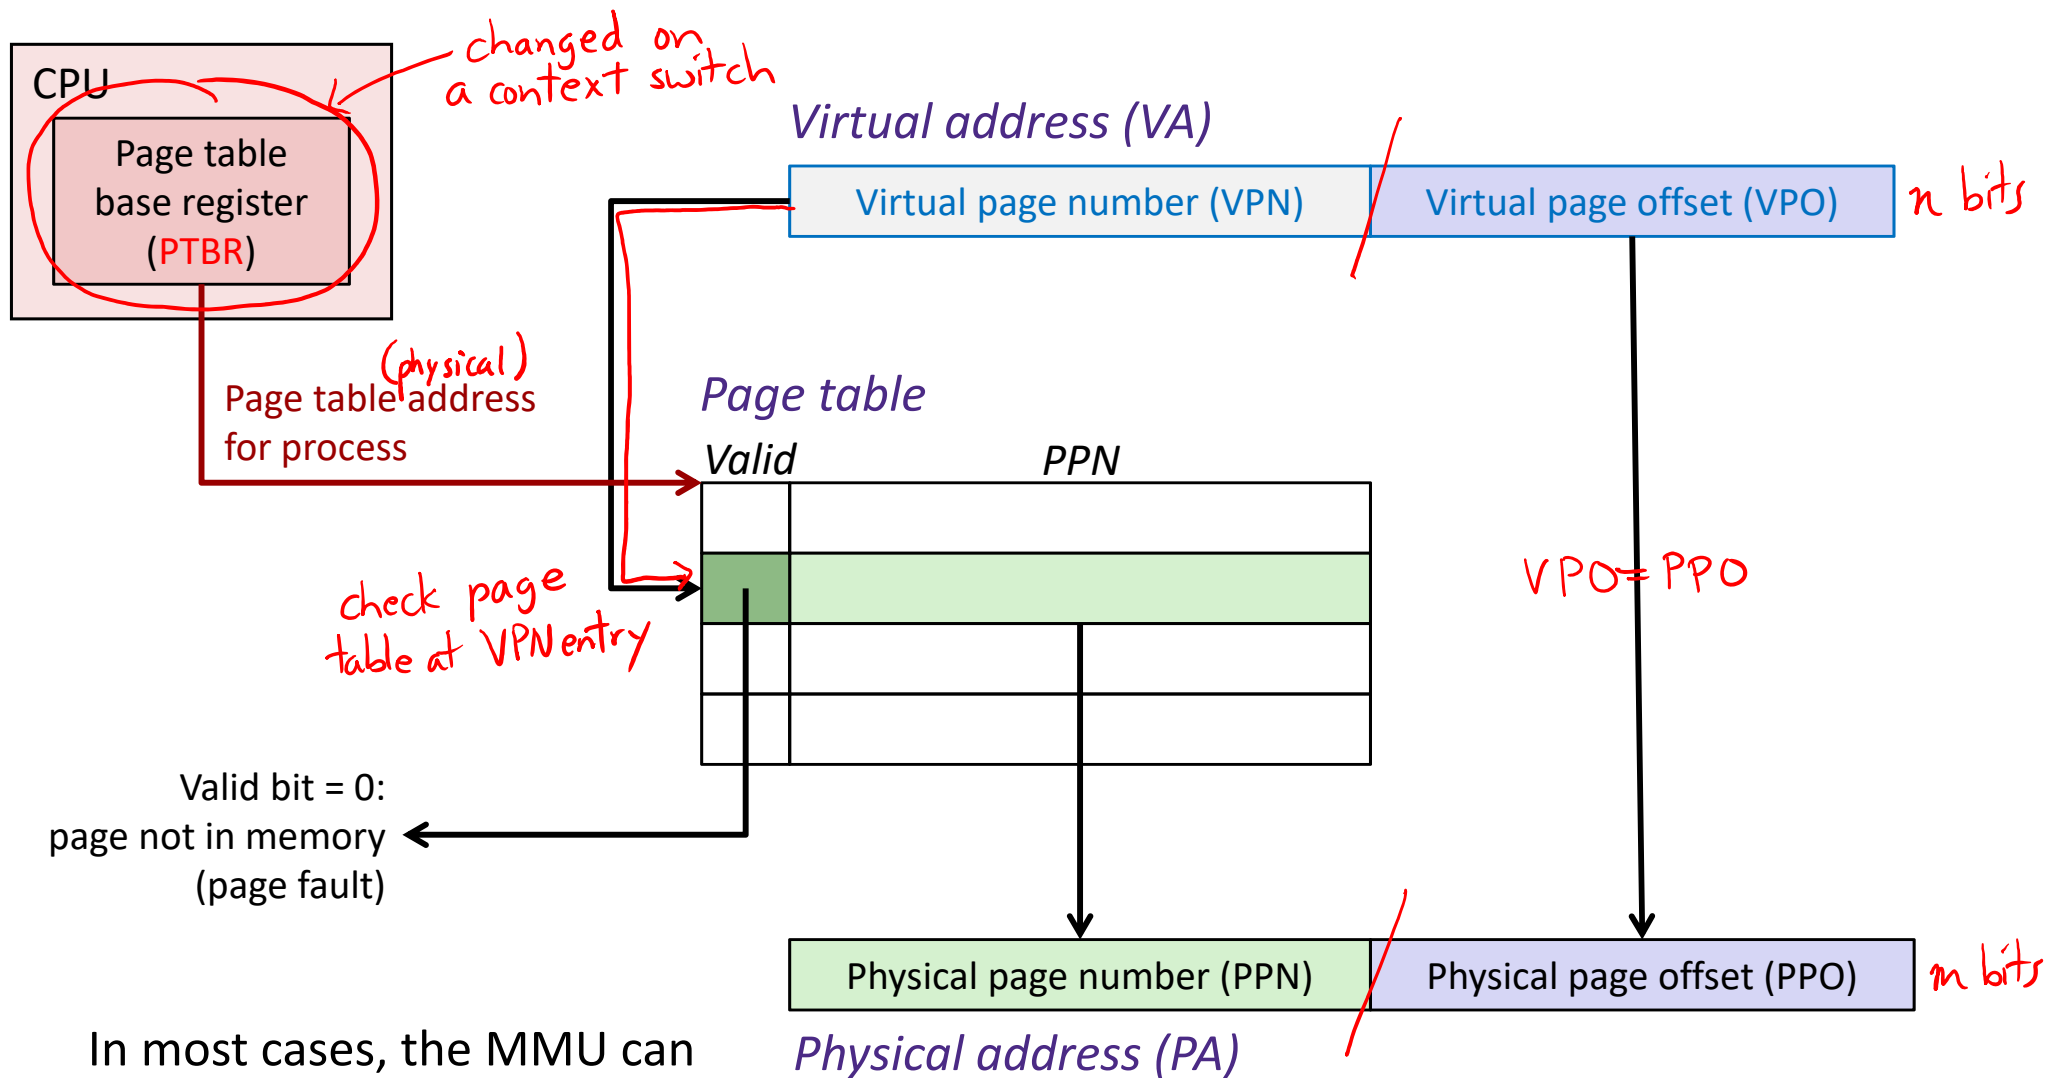 changed on
a context switch
CPU
Page table
base register
(PTBR)
Virtual address (VA)
Virtual page number (VPN)
Virtual page offset (VPO)
n bits
(physical)
Page table address
for process
Page table
Valid
PPN
check page
table at VPN entry
VPO = PPO
Valid bit = 0:
page not in memory
(page fault)
Physical page number (PPN)
Physical page offset (PPO)
m bits
In most cases, the MMU can
Physical address (PA)